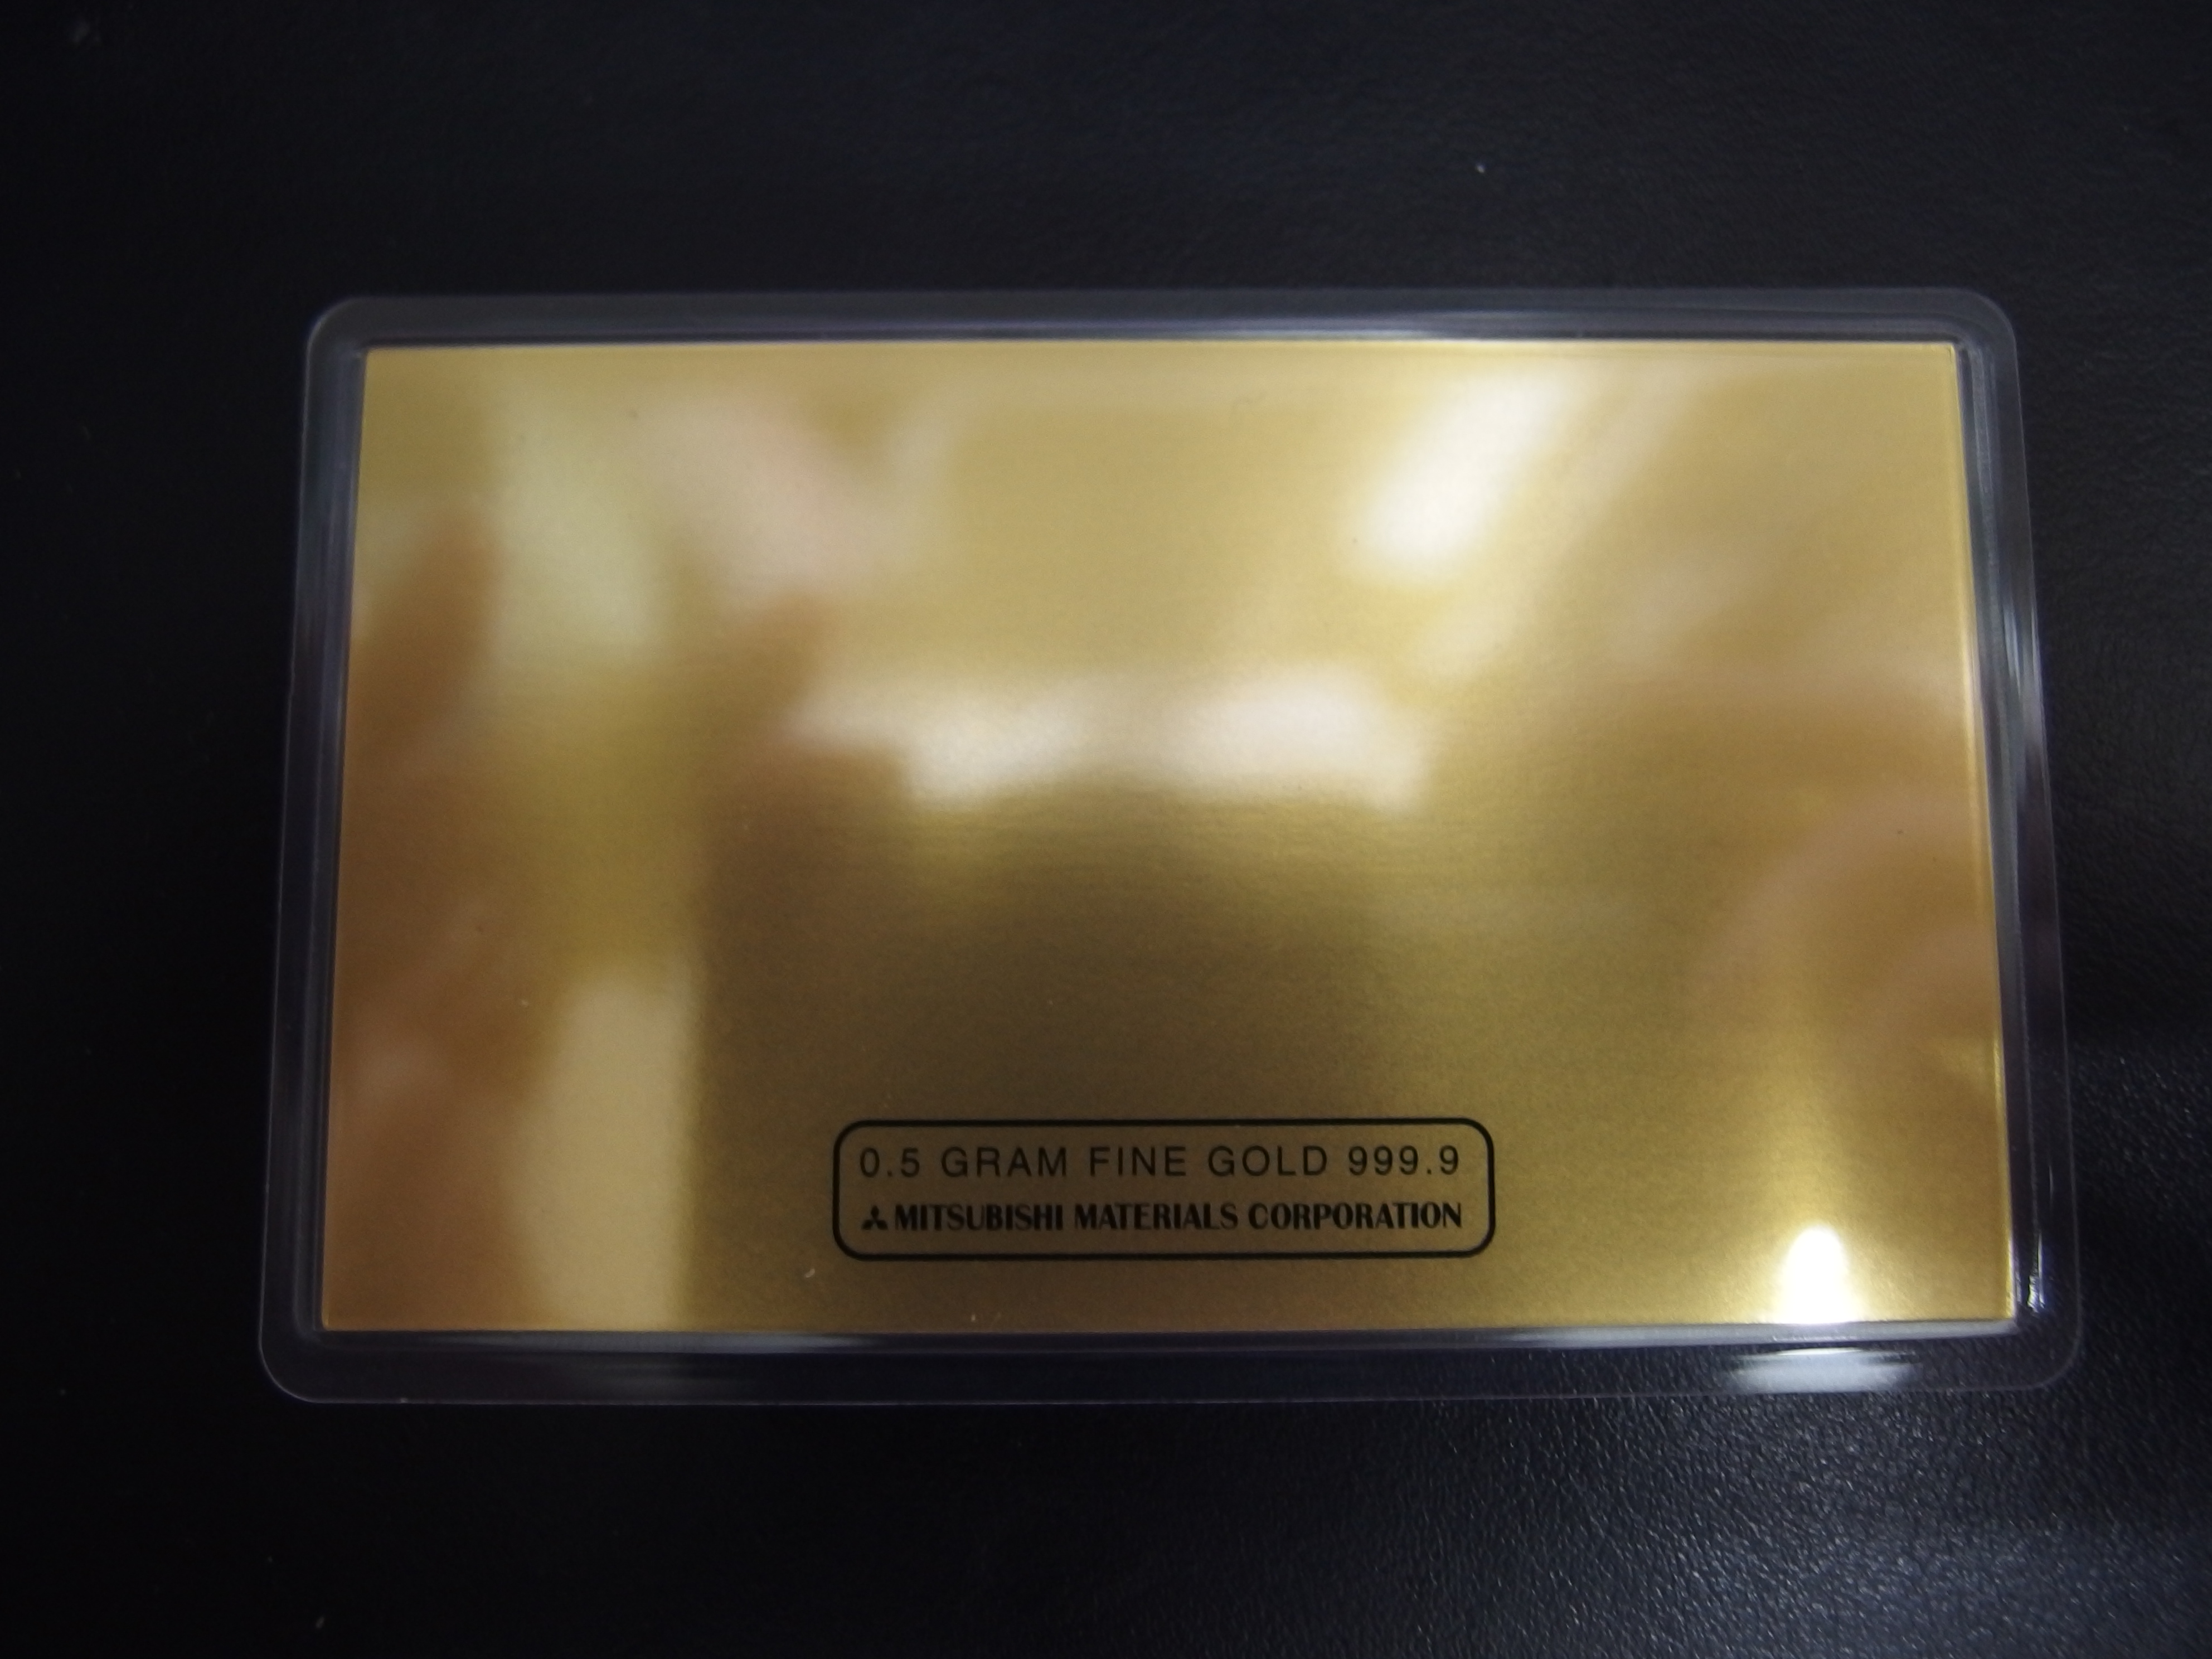 0.5 GRAM FINE GOLD 999.9
MITSUBISHI MATERIALS CORPORATION